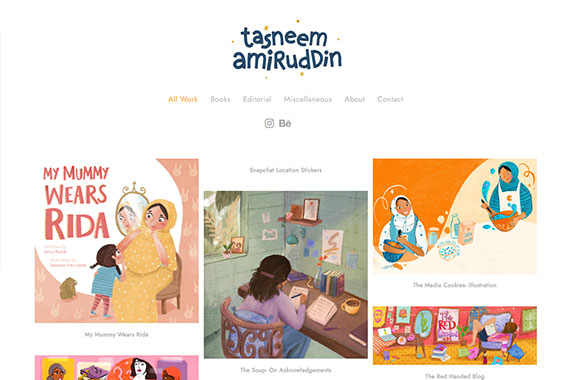 tasneem
amiRuDDin
All Work Books Editorial Miscellaneous About Contact
Bē
MY MUMMY
WEARS
RIDA
My Mummy Wears Rida
Snapchat Location Stickers
The Soup- On Acknowledgements
The Media Cookies- Illustration
The Red Handed Blog